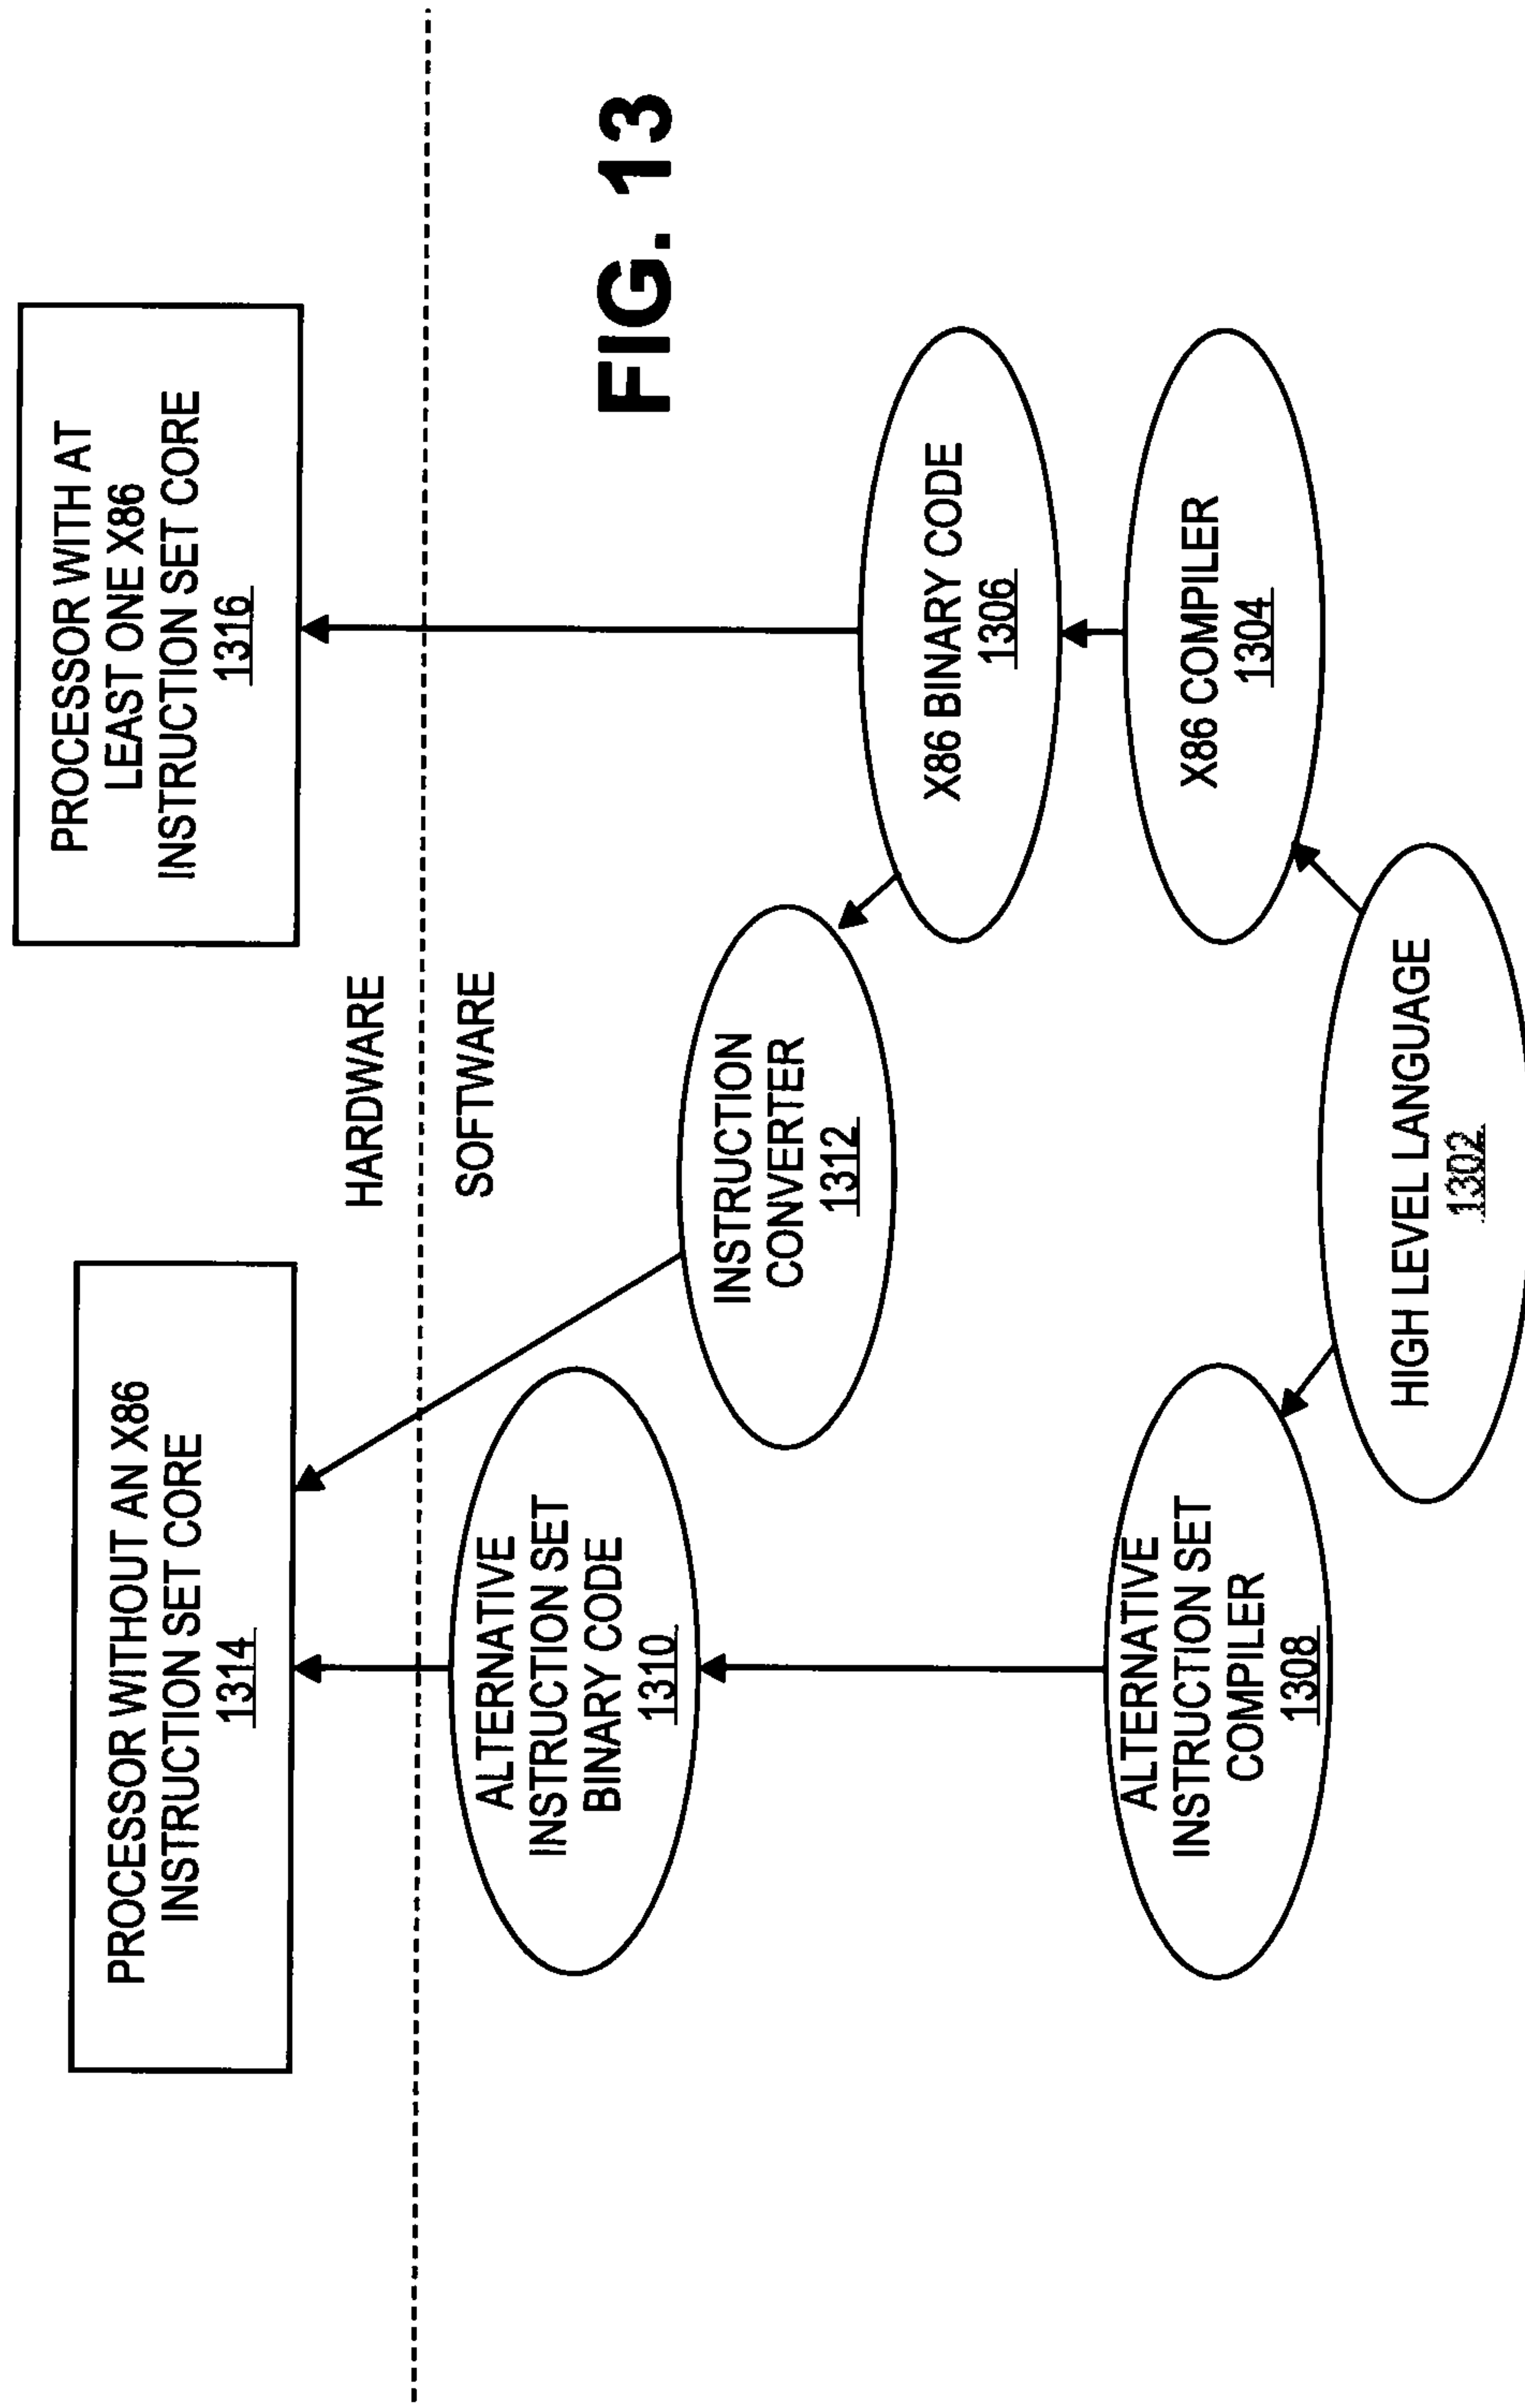 PROCESSOR WITHOUT AN X86
INSTRUCTION SET CORE
1314
PROCESSOR WITH AT
LEAST ONE X86
INSTRUCTION SET CORE
1316
HARDWARE
SOFTWARE
ALTERNATIVE
INSTRUCTION SET
BINARY CODE
1310
INSTRUCTION
CONVERTER
1312
FIG. 13
X86 BINARY CODE
1306
ALTERNATIVE
INSTRUCTION SET
COMPILER
1308
X86 COMPILER
1304
HIGH LEVEL LANGUAGE
1302